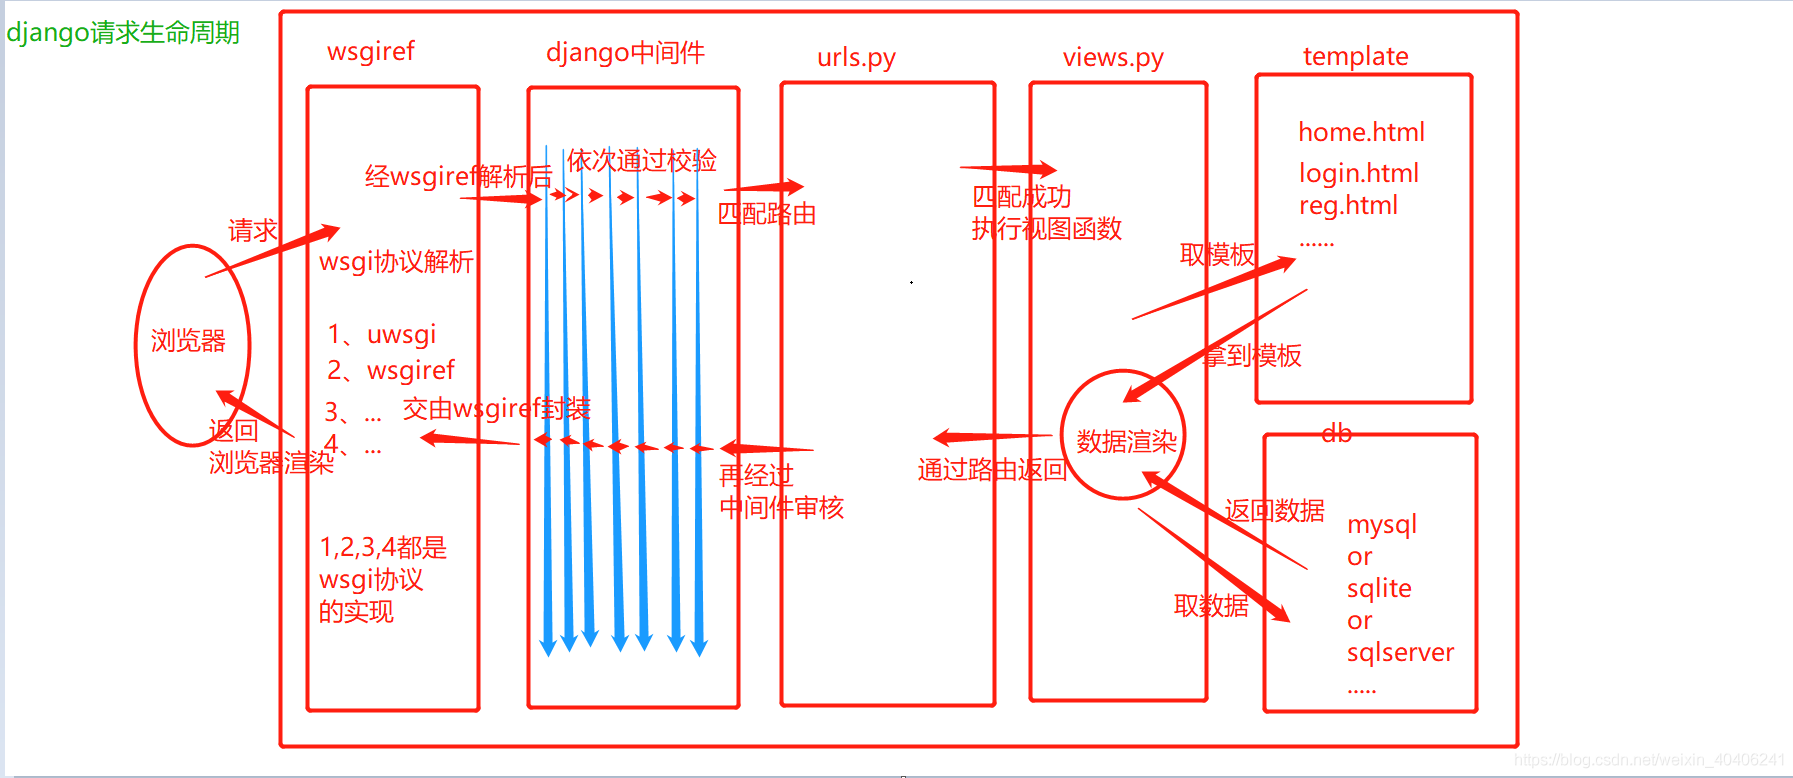 django请求生命周期
wsgiref
django中间件
urls.py
views.py
template
浏览器
请求
返回
浏览器渲染
经wsgiref解析后
wsgi协议解析
1、uwsgi
2、wsgiref
3、...
4、...
交由wsgiref封装
1,2,3,4都是
wsgi协议
的实现
依次通过校验
匹配路由
再经过
中间件审核
匹配成功
执行视图函数
通过路由返回
数据渲染
取模板
拿到模板
返回数据
取数据
home.html
login.html
reg.html
......
db
mysql
or
sqlite
or
sqlserver
.....
https://blog.csdn.net/weixin_40406241